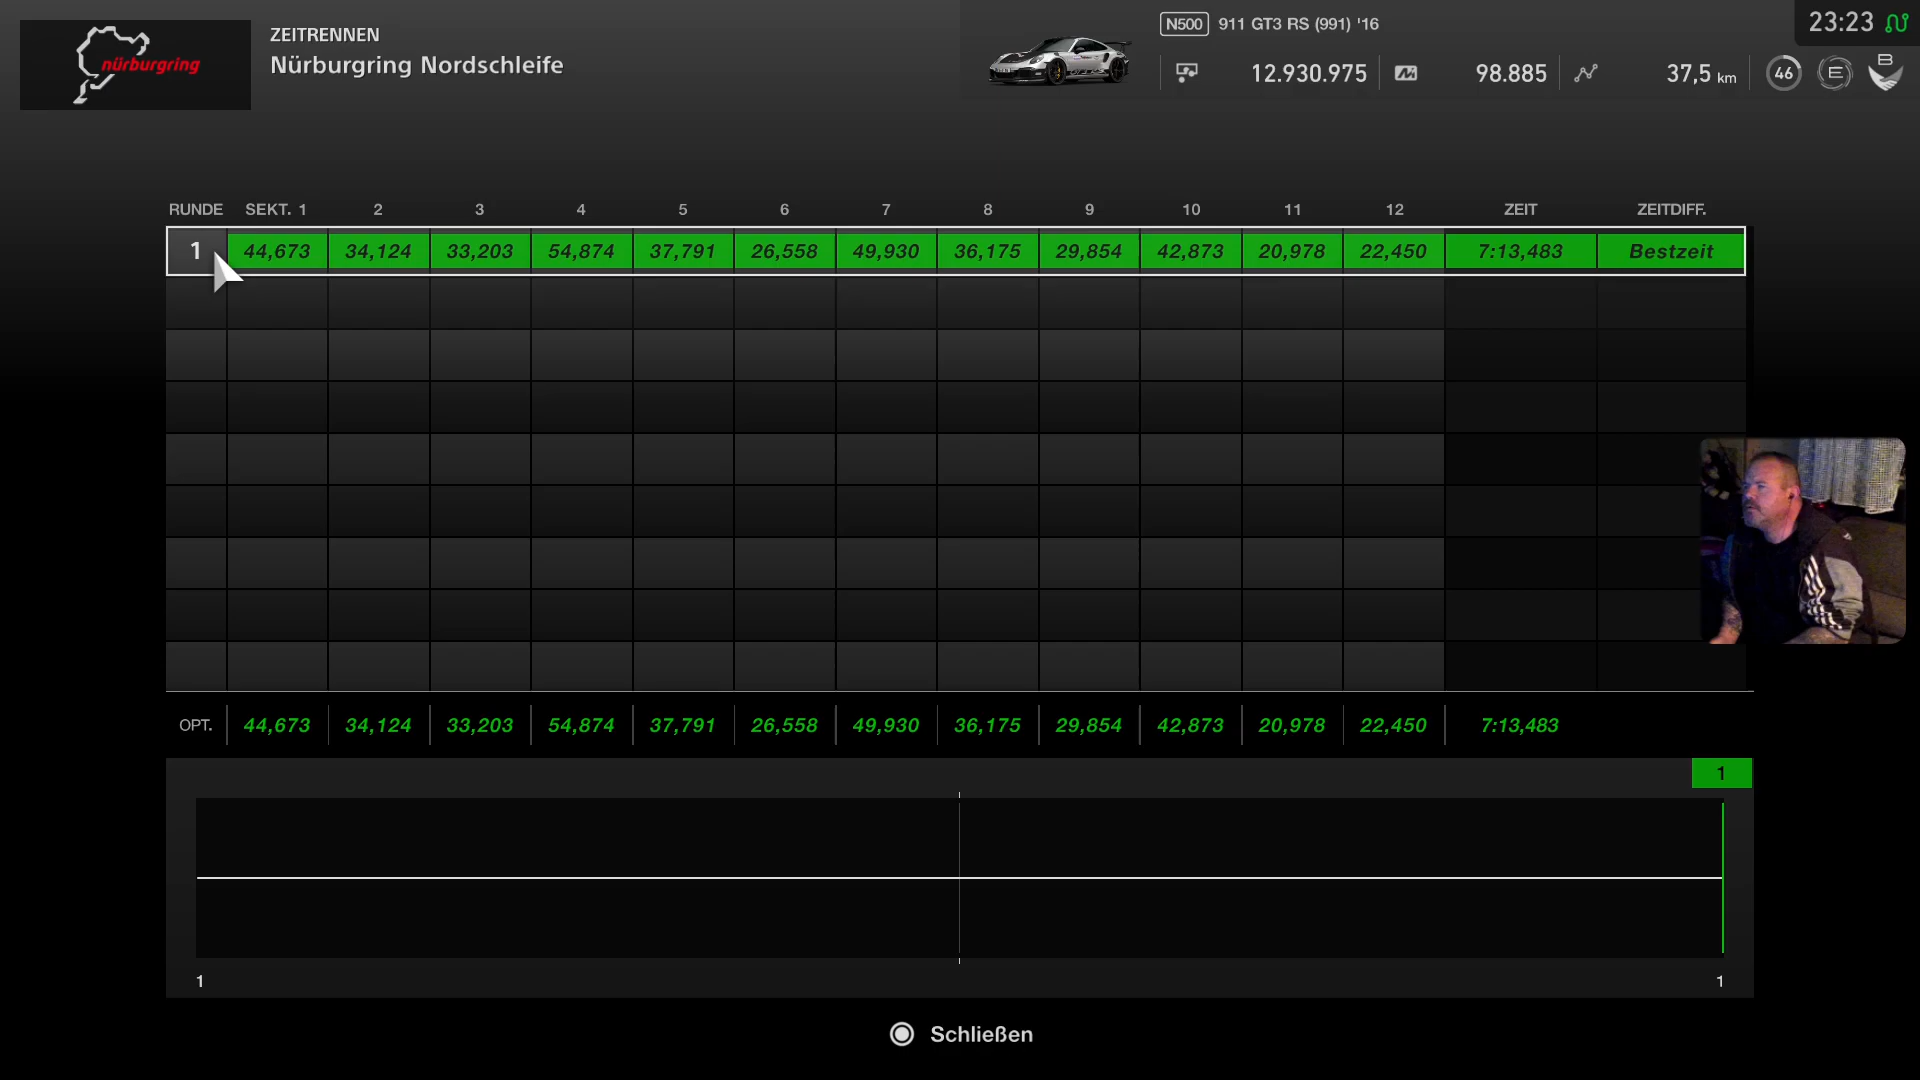 nürburgring
ZEITRENNEN
Nürburgring Nordschleife
N500 911 GT3 RS (991) '16
12.930.975 98.885 37,5 km 46 E B
23:23
RUNDE SEKT. 1 2 3 4 5 6 7 8 9 10 11 12 ZEIT ZEITDIFF.
1 44,673 34,124 33,203 54,874 37,791 26,558 49,930 36,175 29,854 42,873 20,978 22,450 7:13,483 Bestzeit
OPT. 44,673 34,124 33,203 54,874 37,791 26,558 49,930 36,175 29,854 42,873 20,978 22,450 7:13,483
1
1 1
Schließen